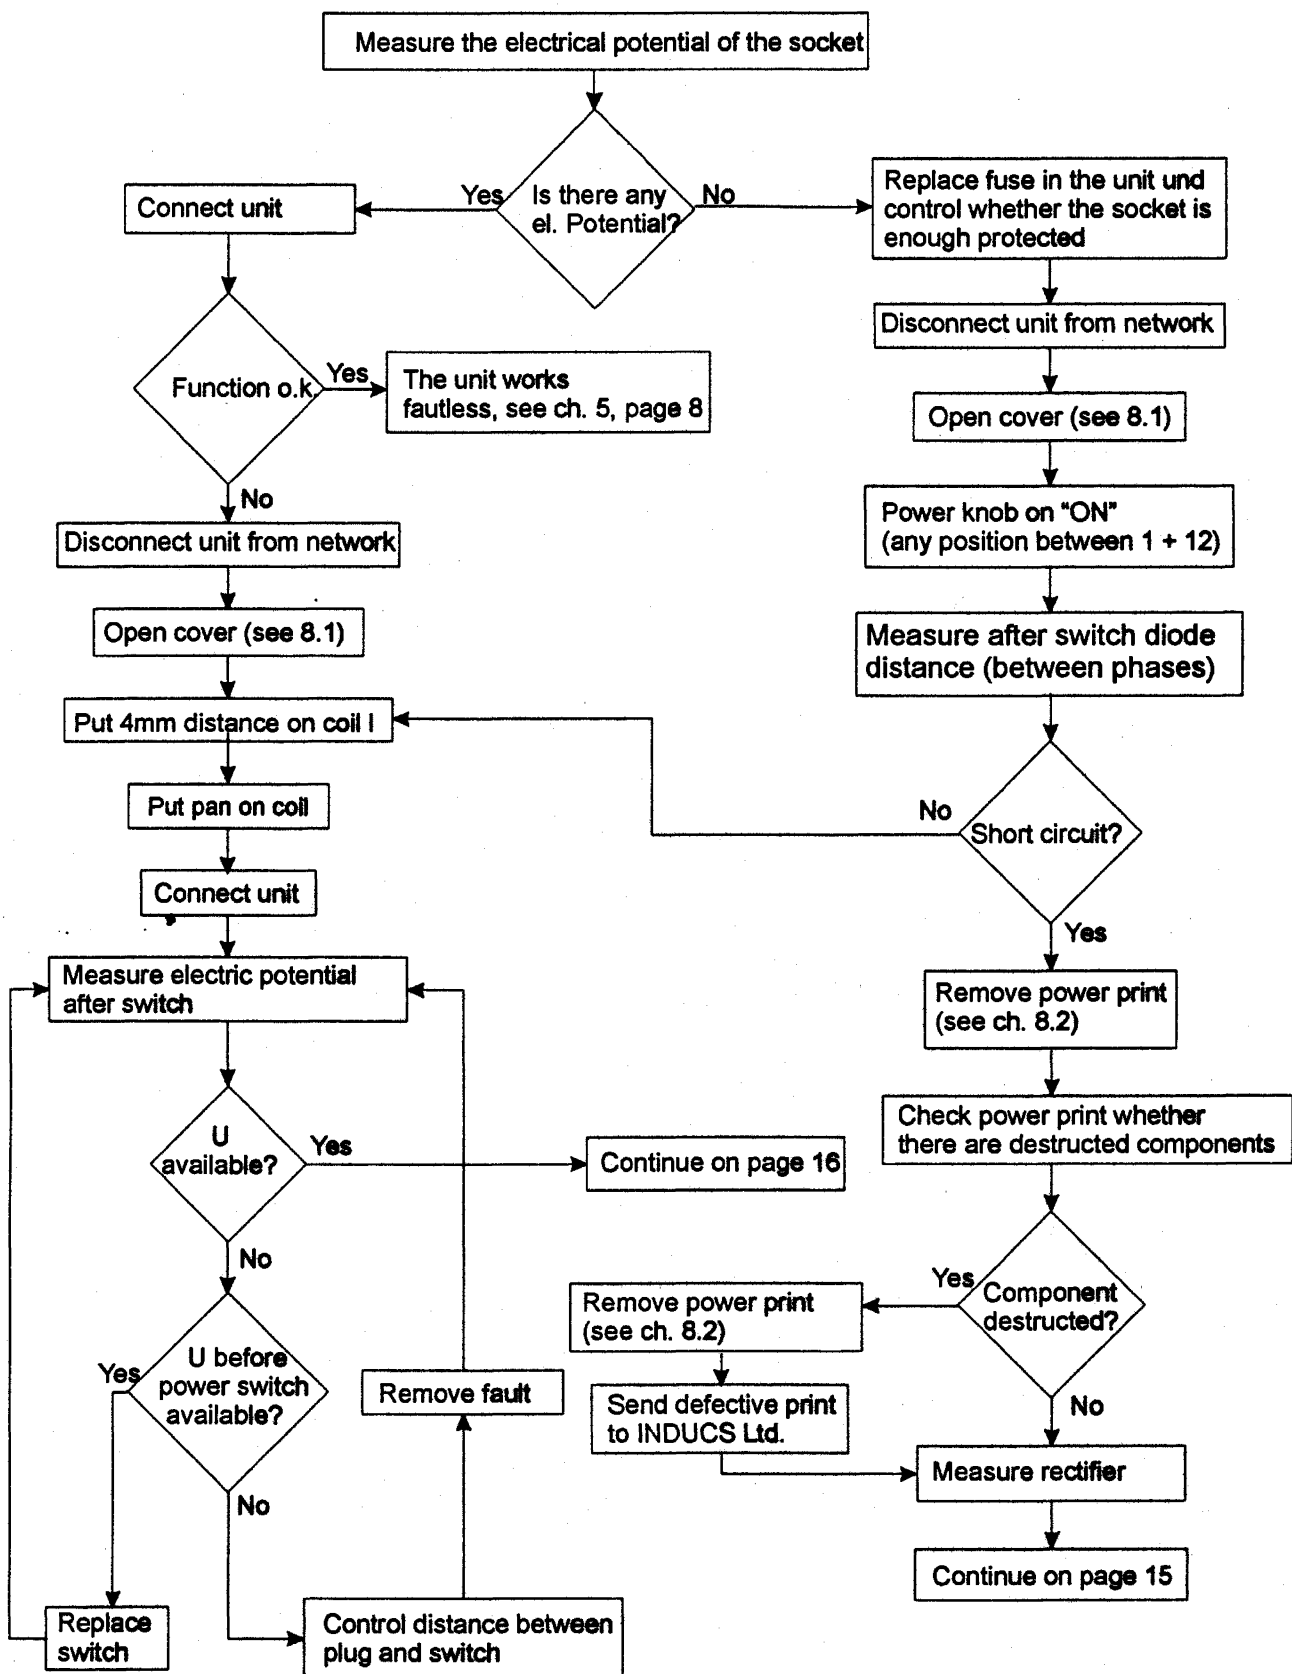 Measure the electrical potential of the socket
Is there any
el. Potential?
Yes
No
Connect unit
Replace fuse in the unit und
control whether the socket is
enough protected
Disconnect unit from network
Function o.k.
Yes
The unit works
fautless, see ch. 5, page 8
Open cover (see 8.1)
No
Power knob on "ON"
(any position between 1 + 12)
Disconnect unit from network
Open cover (see 8.1)
Measure after switch diode
distance (between phases)
Put 4mm distance on coil I
Put pan on coil
No
Short circuit?
Connect unit
Yes
Measure electric potential
after switch
Remove power print
(see ch. 8.2)
U
available?
Yes
Continue on page 16
Check power print whether
there are destructed components
No
Yes
Component
destructed?
Remove power print
(see ch. 8.2)
U before
power switch
available?
Yes
Remove fault
Send defective print
to INDUCS Ltd.
No
Measure rectifier
No
Continue on page 15
Replace
switch
Control distance between
plug and switch